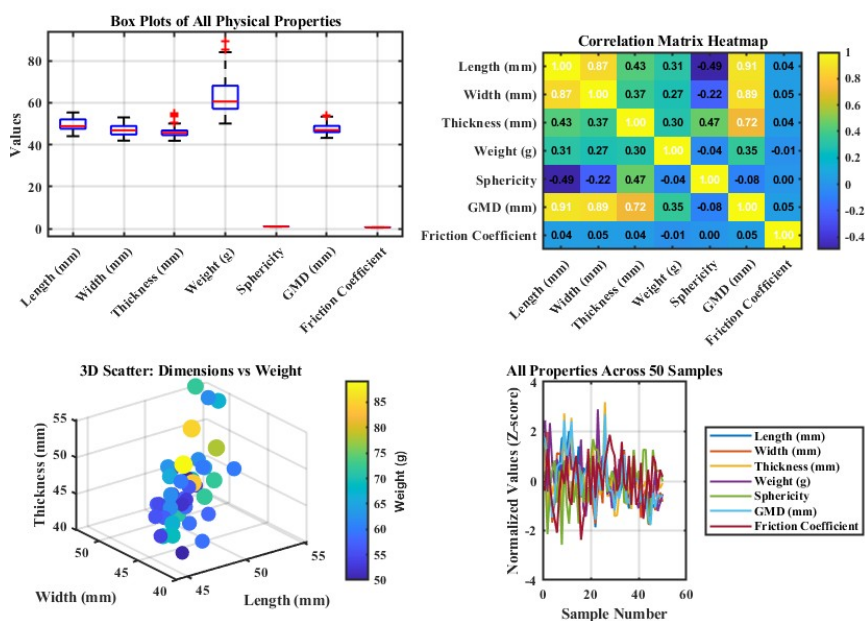 Box Plots of All Physical Properties
Values
80
60
40
20
0
Length (mm)
Width (mm)
Thickness (mm)
Weight (g)
Sphericity
GMD (mm)
Friction Coefficient
Correlation Matrix Heatmap
Length (mm) 1.00 0.87 0.43 0.31 -0.49 0.91 0.04
Width (mm) 0.87 1.00 0.37 0.27 -0.22 0.89 0.05
Thickness (mm) 0.43 0.37 1.00 0.30 0.47 0.72 0.04
Weight (g) 0.31 0.27 0.30 1.00 -0.04 0.35 -0.01
Sphericity -0.49 -0.22 0.47 -0.04 1.00 -0.08 0.00
GMD (mm) 0.91 0.89 0.72 0.35 -0.08 1.00 0.05
Friction Coefficient 0.04 0.05 0.04 -0.01 0.00 0.05 1.00
Length (mm)
Width (mm)
Thickness (mm)
Weight (g)
Sphericity
GMD (mm)
Friction Coefficient
1
0.8
0.6
0.4
0.2
0
-0.2
-0.4
3D Scatter: Dimensions vs Weight
Thickness (mm)
55
50
45
40
50
45
40
Width (mm)
45
50
55
Length (mm)
85
80
75
70
65
60
55
50
Weight (g)
All Properties Across 50 Samples
Normalized Values (Z-score)
4
2
0
-2
-4
0 20 40 60
Sample Number
Length (mm)
Width (mm)
Thickness (mm)
Weight (g)
Sphericity
GMD (mm)
Friction Coefficient